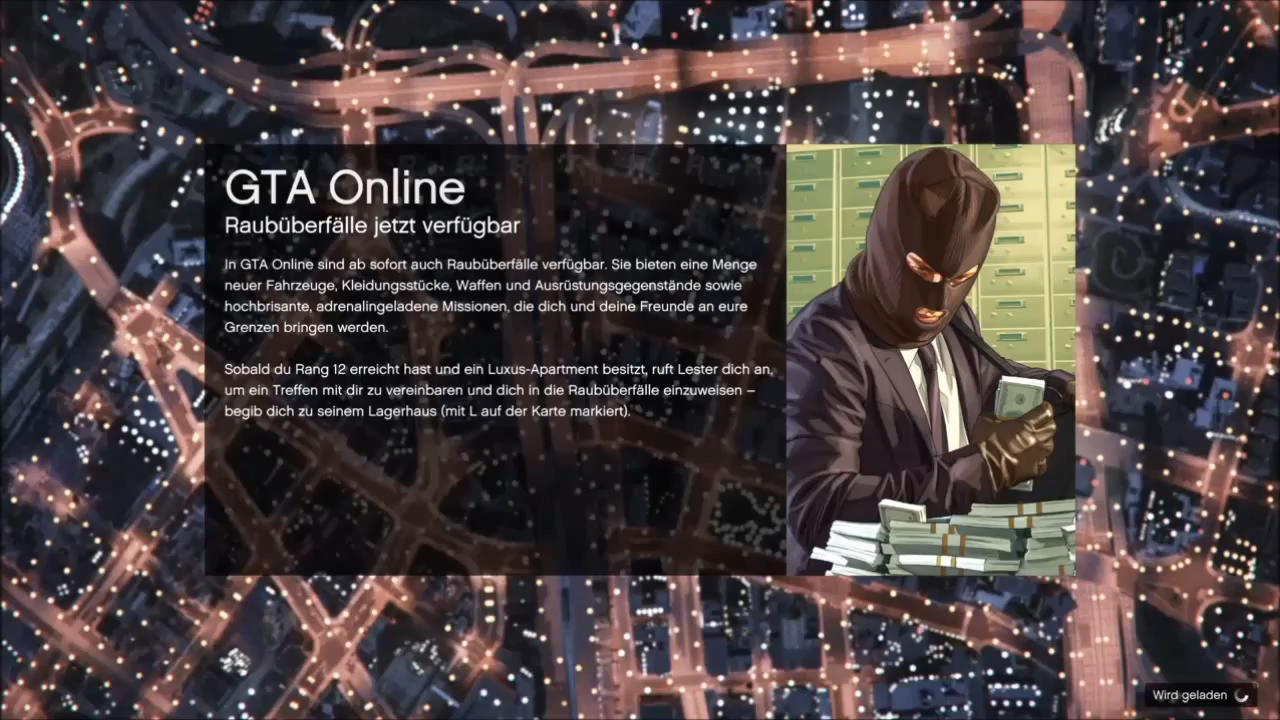 GTA Online
Raubüberfälle jetzt verfügbar
In GTA Online sind ab sofort auch Raubüberfälle verfügbar. Sie bieten eine Menge
neuer Fahrzeuge, Kleidungsstücke, Waffen und Ausrüstungsgegenstände sowie
hochbrisante, adrenalingeladene Missionen, die dich und deine Freunde an eure
Grenzen bringen werden.
Sobald du Rang 12 erreicht hast und ein Luxus-Apartment besitzt, ruft Lester dich an,
um ein Treffen mit dir zu vereinbaren und dich in die Raubüberfälle einzuweisen –
begib dich zu seinem Lagerhaus (mit L auf der Karte markiert).
Wird geladen